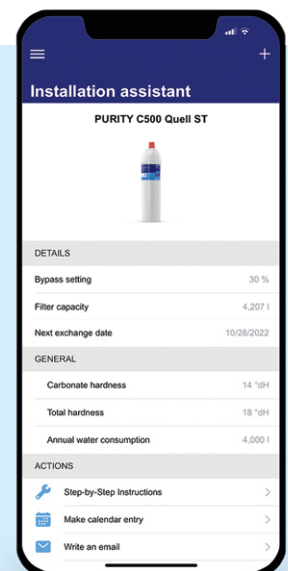 Installation assistant
PURITY C500 Quell ST
DETAILS
Bypass setting 30 %
Filter capacity 4,207 l
Next exchange date 10/28/2022
GENERAL
Carbonate hardness 14 °dH
Total hardness 18 °dH
Annual water consumption 4,000 l
ACTIONS
Step-by-Step Instructions
Make calendar entry
Write an email